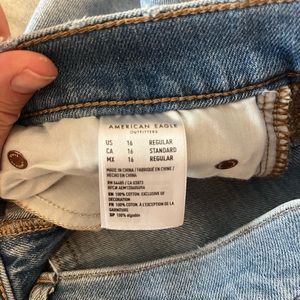 AMERICAN EAGLE
OUTFITTERS
US 16 REGULAR
CA 16 STANDARD
MX 16 REGULAR
MADE IN CHINA / FABRIQUÉ EN CHINE /
HECHO EN CHINA
EN 100% COTTON. EXCLUSIVE OF
DECORATION
FR 100% COTON. À L'EXCEPTION DE LA
GARNITURE
SP 100% algodón